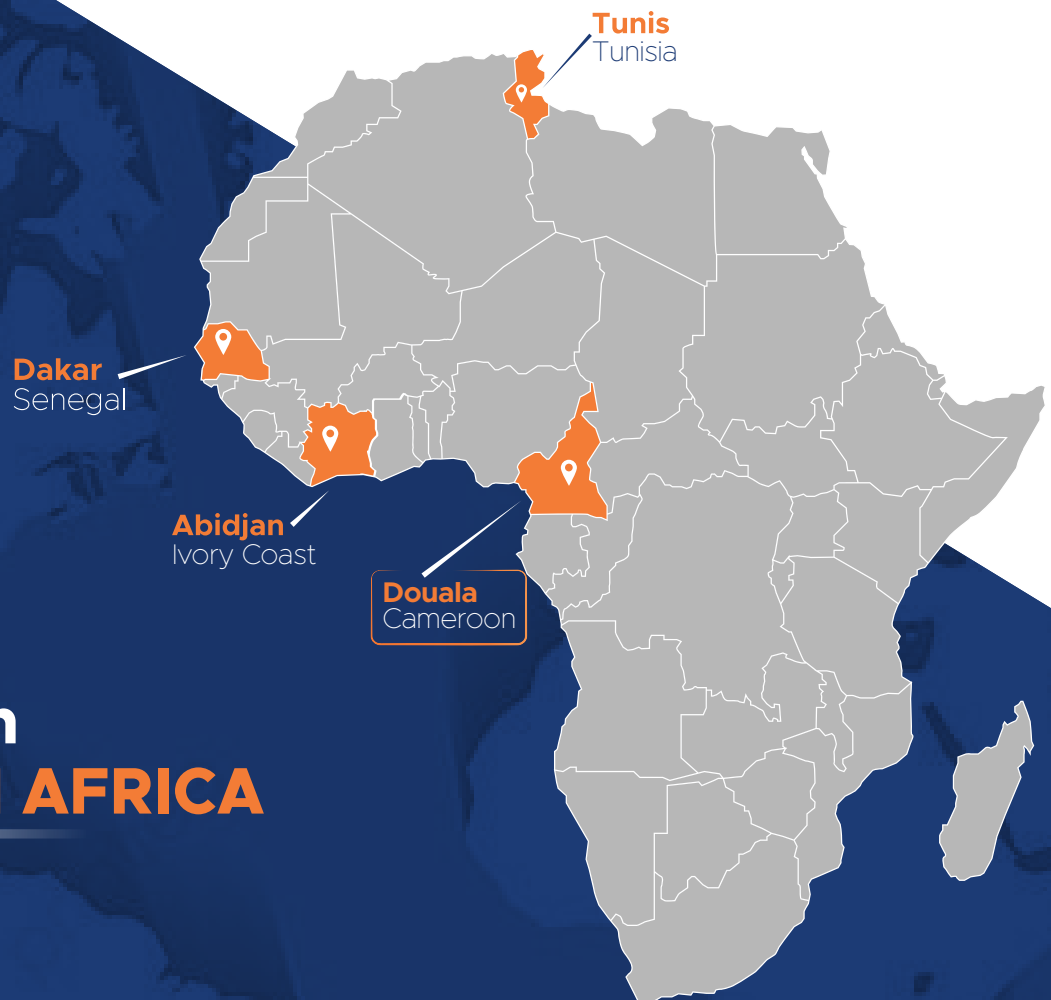 Tunis
Tunisia
Dakar
Senegal
Abidjan
Ivory Coast
Douala
Cameroon
AFRICA